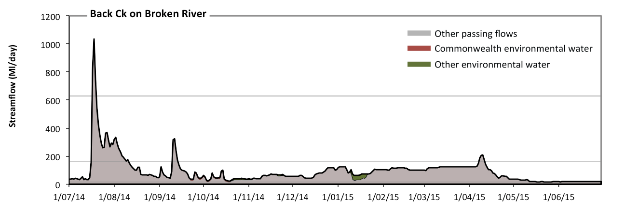 Back Ck on Broken River
Streamflow (Ml/day)
1200
1000
800
600
400
200
0
Other passing flows
Commonwealth environmental water
Other environmental water
1/07/14 1/08/14 1/09/14 1/10/14 1/11/14 1/12/14 1/01/15 1/02/15 1/03/15 1/04/15 1/05/15 1/06/15